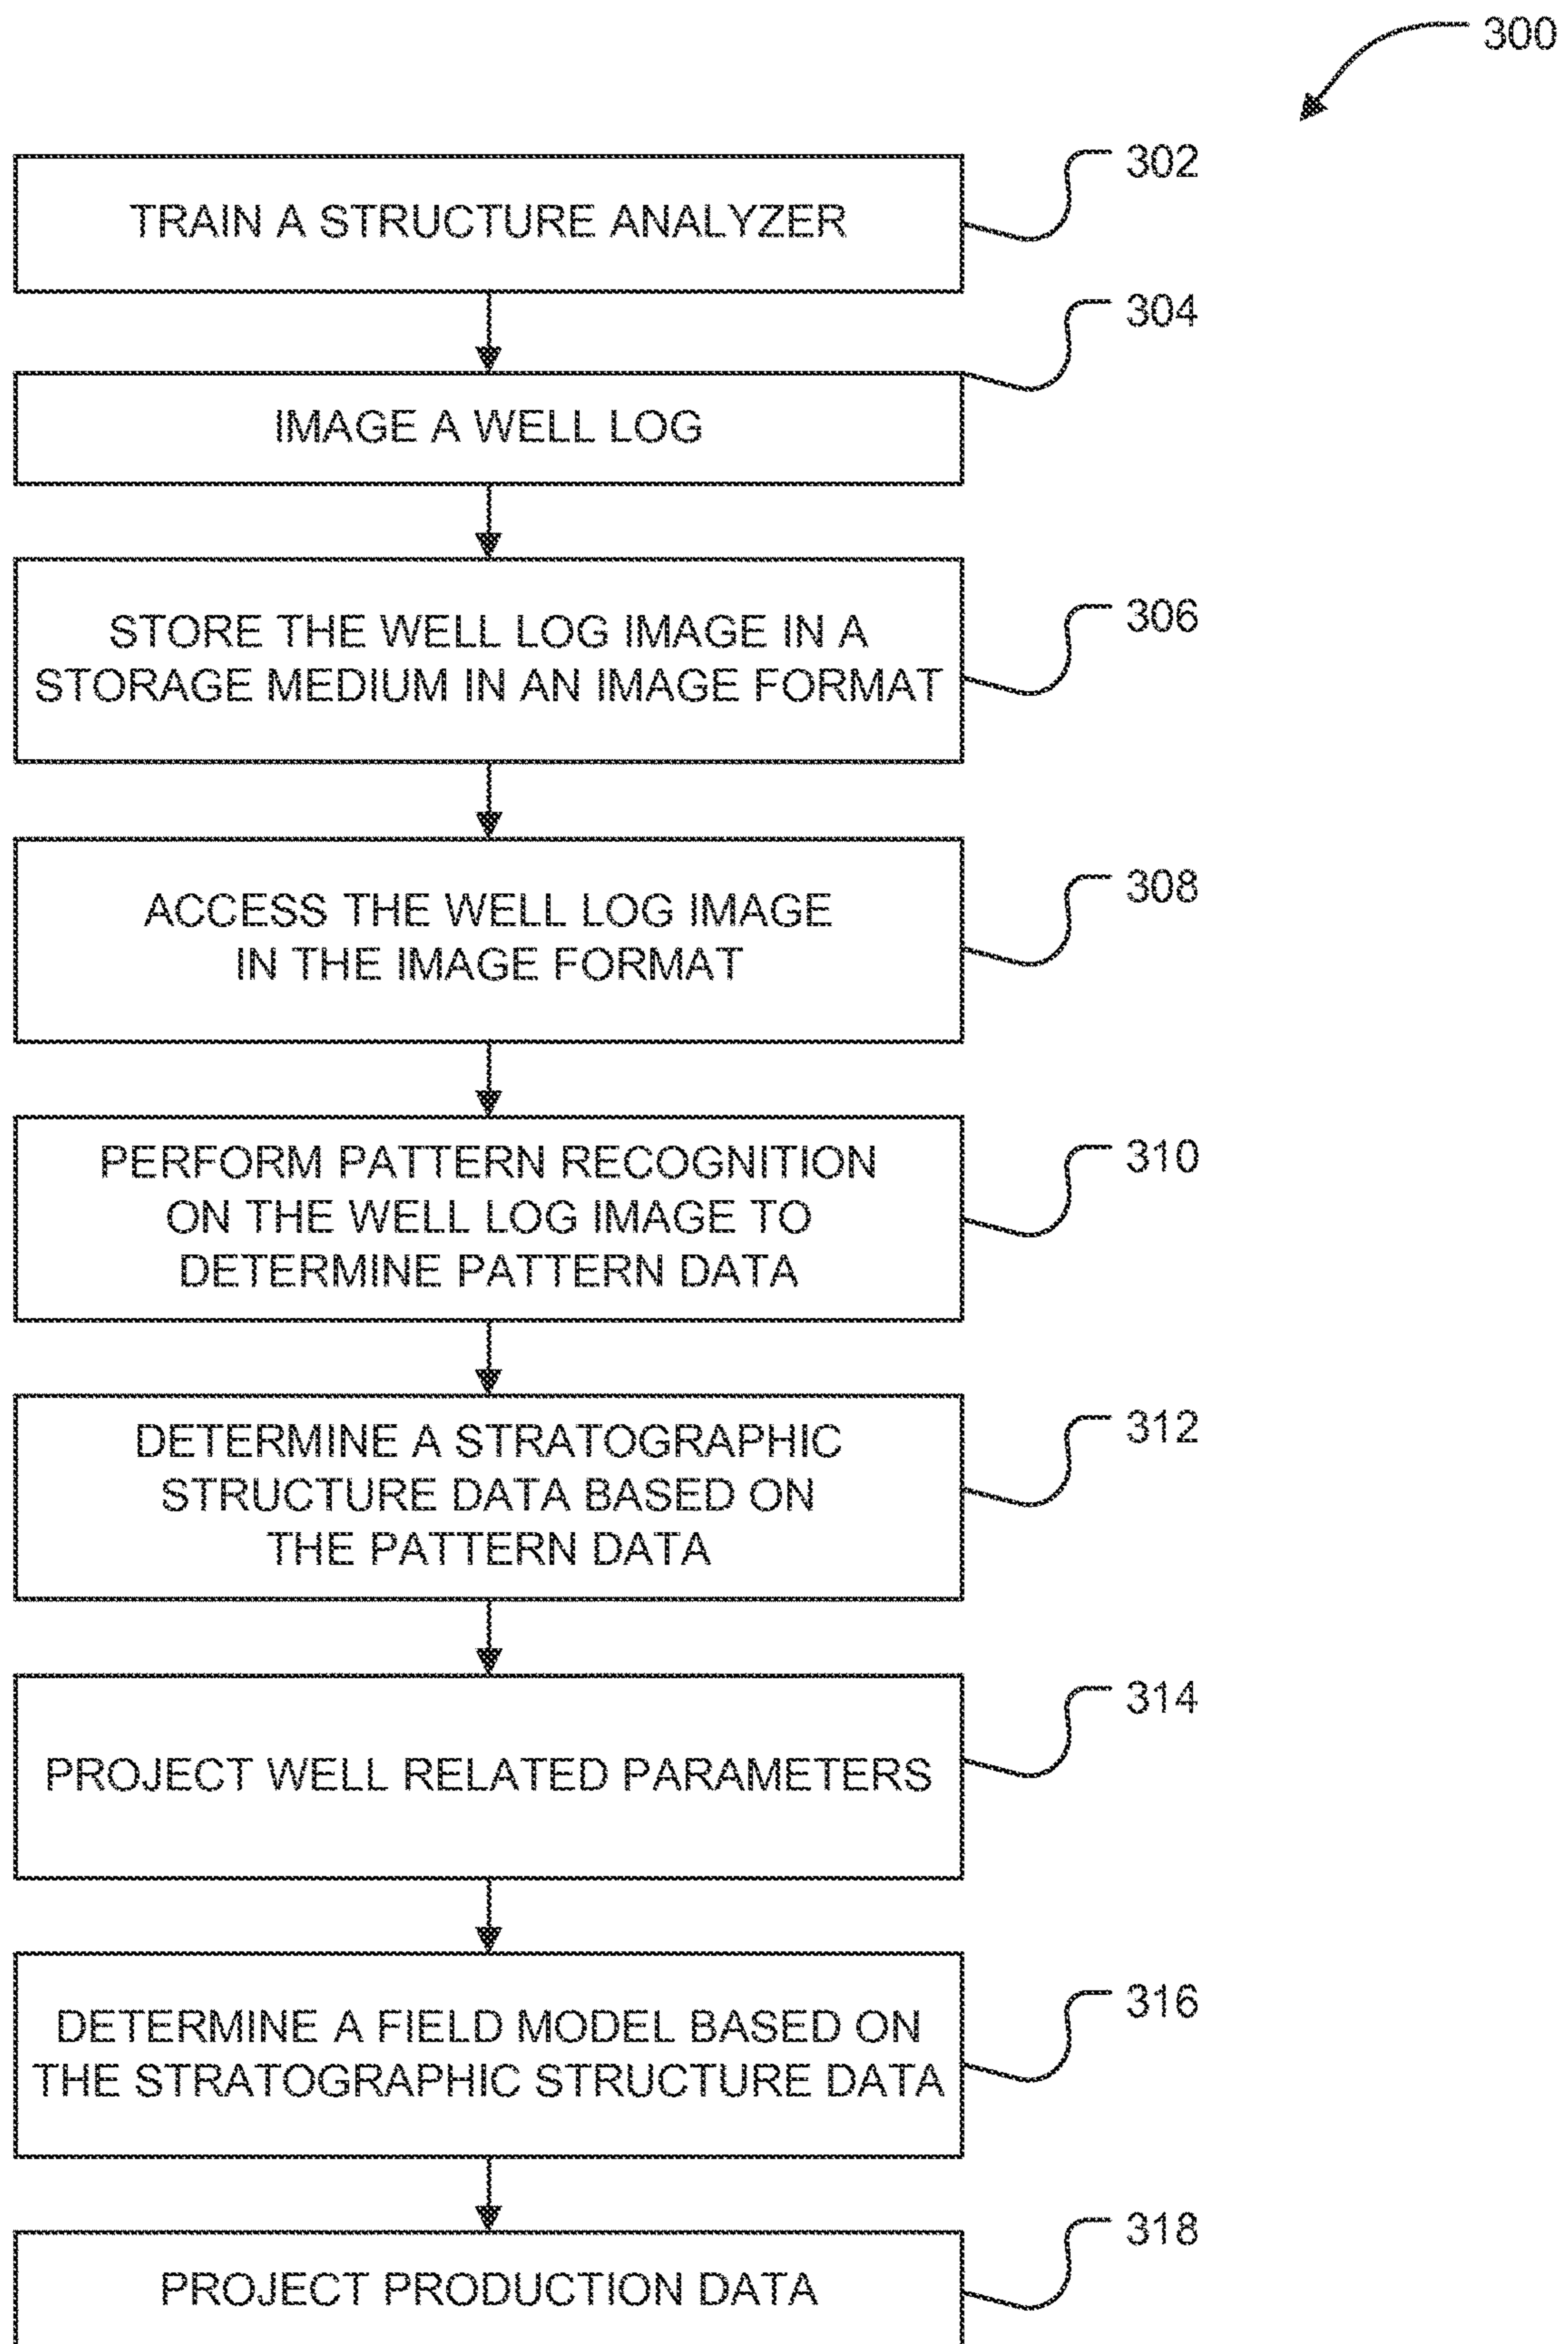 300
302
TRAIN A STRUCTURE ANALYZER
304
IMAGE A WELL LOG
306
STORE THE WELL LOG IMAGE IN A
STORAGE MEDIUM IN AN IMAGE FORMAT
308
ACCESS THE WELL LOG IMAGE
IN THE IMAGE FORMAT
310
PERFORM PATTERN RECOGNITION
ON THE WELL LOG IMAGE TO
DETERMINE PATTERN DATA
312
DETERMINE A STRATOGRAPHIC
STRUCTURE DATA BASED ON
THE PATTERN DATA
314
PROJECT WELL RELATED PARAMETERS
316
DETERMINE A FIELD MODEL BASED ON
THE STRATOGRAPHIC STRUCTURE DATA
318
PROJECT PRODUCTION DATA